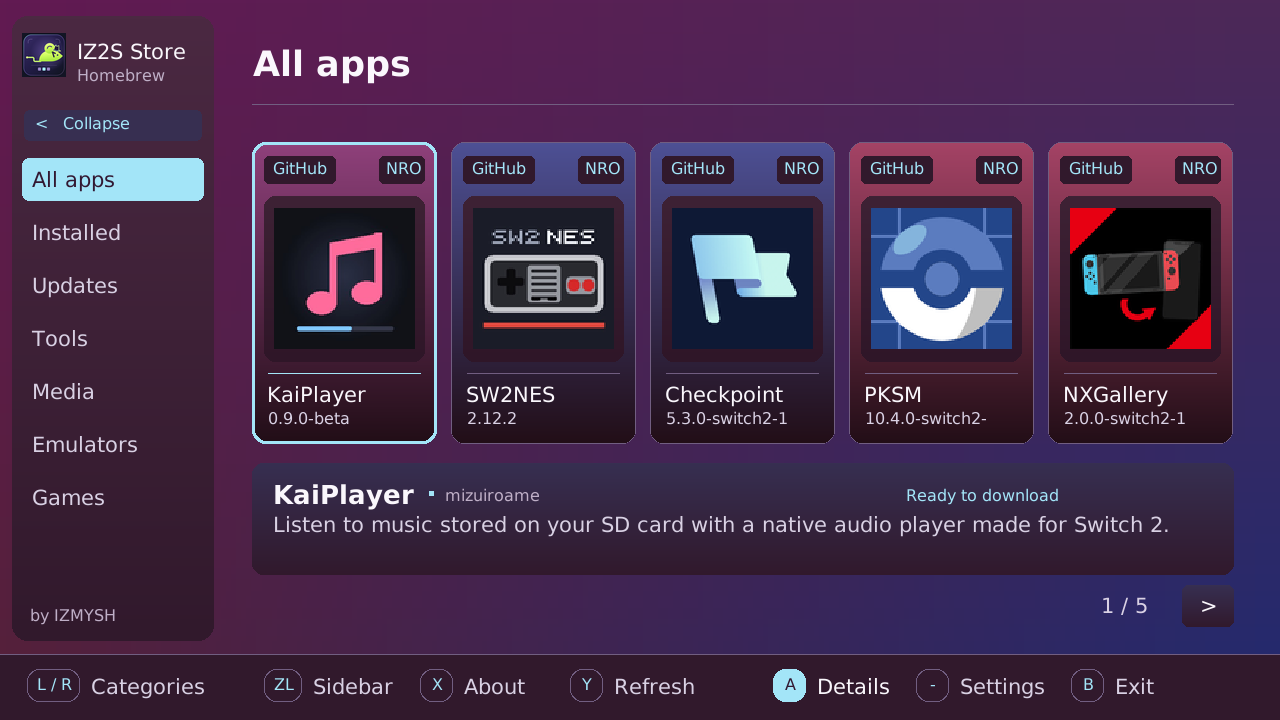 IZ2S Store
Homebrew
< Collapse
All apps
Installed
Updates
Tools
Media
Emulators
Games
by IZMYSH
All apps
GitHub NRO
KaiPlayer
0.9.0-beta
GitHub NRO
SW2 NES
SW2NES
2.12.2
GitHub NRO
Checkpoint
5.3.0-switch2-1
GitHub NRO
PKSM
10.4.0-switch2-
GitHub NRO
NXGallery
2.0.0-switch2-1
KaiPlayer · mizuiroame Ready to download
Listen to music stored on your SD card with a native audio player made for Switch 2.
1 / 5 >
L / R Categories ZL Sidebar X About Y Refresh A Details - Settings B Exit